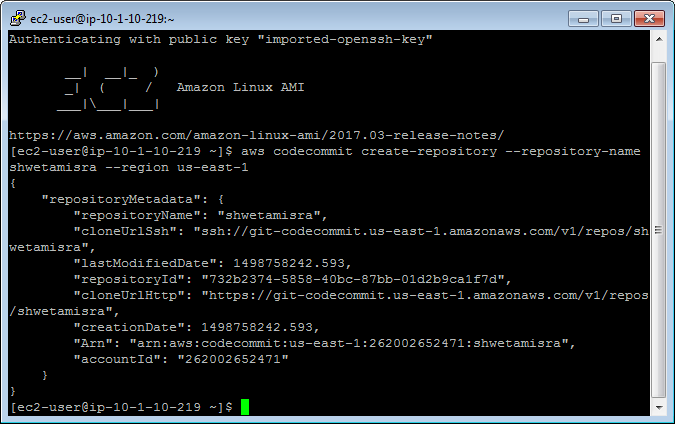 ec2-user@ip-10-1-10-219:~
Authenticating with public key "imported-openssh-key"
       __|  __|_  )
       _|  (     /   Amazon Linux AMI
      ___|\___|___|
https://aws.amazon.com/amazon-linux-ami/2017.03-release-notes/
[ec2-user@ip-10-1-10-219 ~]$ aws codecommit create-repository --repository-name
shwetamisra --region us-east-1
{
    "repositoryMetadata": {
        "repositoryName": "shwetamisra",
        "cloneUrlSsh": "ssh://git-codecommit.us-east-1.amazonaws.com/v1/repos/sh
wetamisra",
        "lastModifiedDate": 1498758242.593,
        "repositoryId": "732b2374-5858-40bc-87bb-01d2b9ca1f7d",
        "cloneUrlHttp": "https://git-codecommit.us-east-1.amazonaws.com/v1/repos
/shwetamisra",
        "creationDate": 1498758242.593,
        "Arn": "arn:aws:codecommit:us-east-1:262002652471:shwetamisra",
        "accountId": "262002652471"
    }
}
[ec2-user@ip-10-1-10-219 ~]$